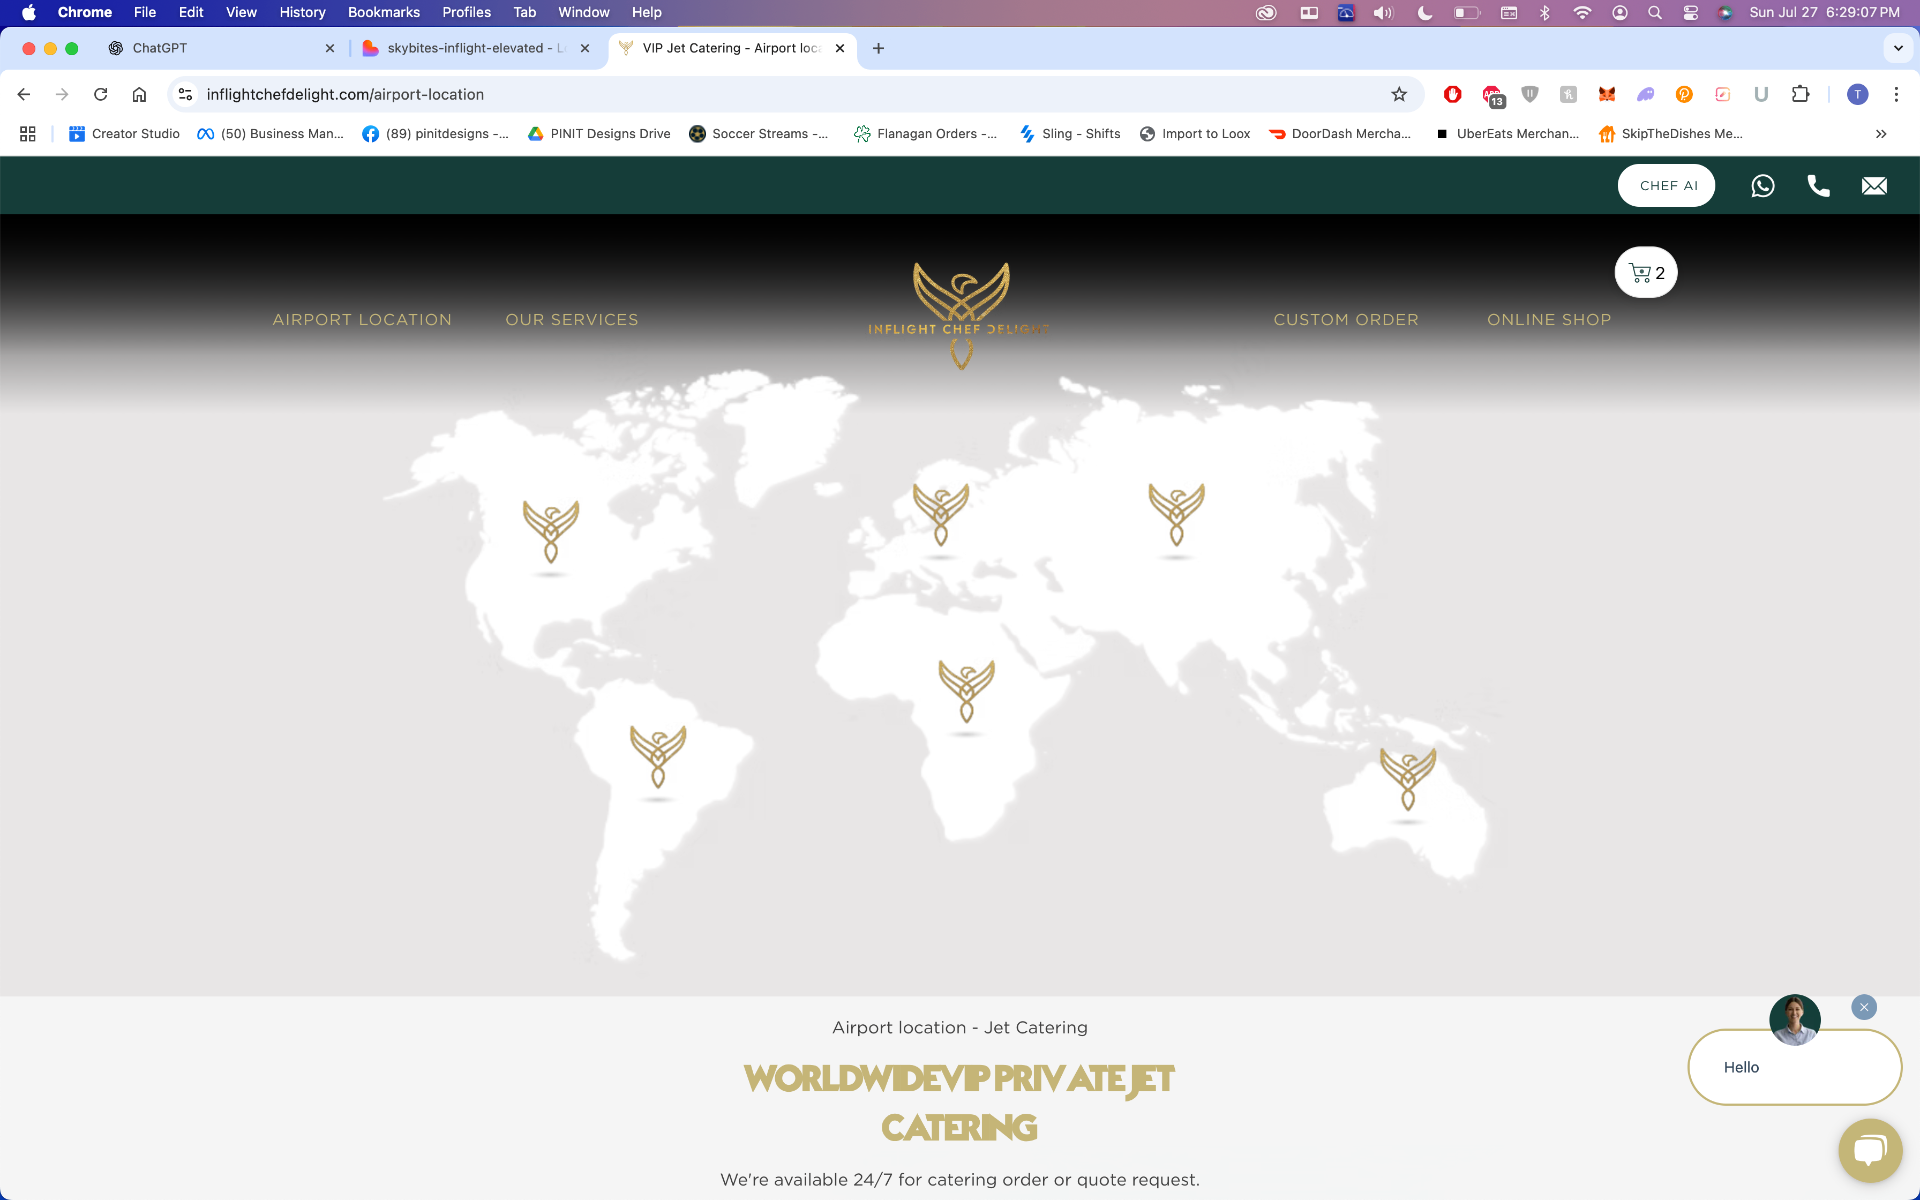 Chrome File Edit View History Bookmarks Profiles Tab Window Help Sun Jul 27 6:29:07 PM
ChatGPT skybites-inflight-elevated - VIP Jet Catering - Airport
inflightchefdelight.com/airport-location 13 T
Creator Studio (50) Business Man... (89) pinitdesigns -... PINIT Designs Drive Soccer Streams -... Flanagan Orders -... Sling - Shifts Import to Loox DoorDash Mercha... UberEats Merchan... SkipTheDishes Me... »
CHEF AI
2
AIRPORT LOCATION OUR SERVICES INFLIGHT CHEF DELIGHT CUSTOM ORDER ONLINE SHOP
Airport location - Jet Catering
WORLDWIDE VIP PRIVATE JET
CATERING
We're available 24/7 for catering order or quote request.
Hello